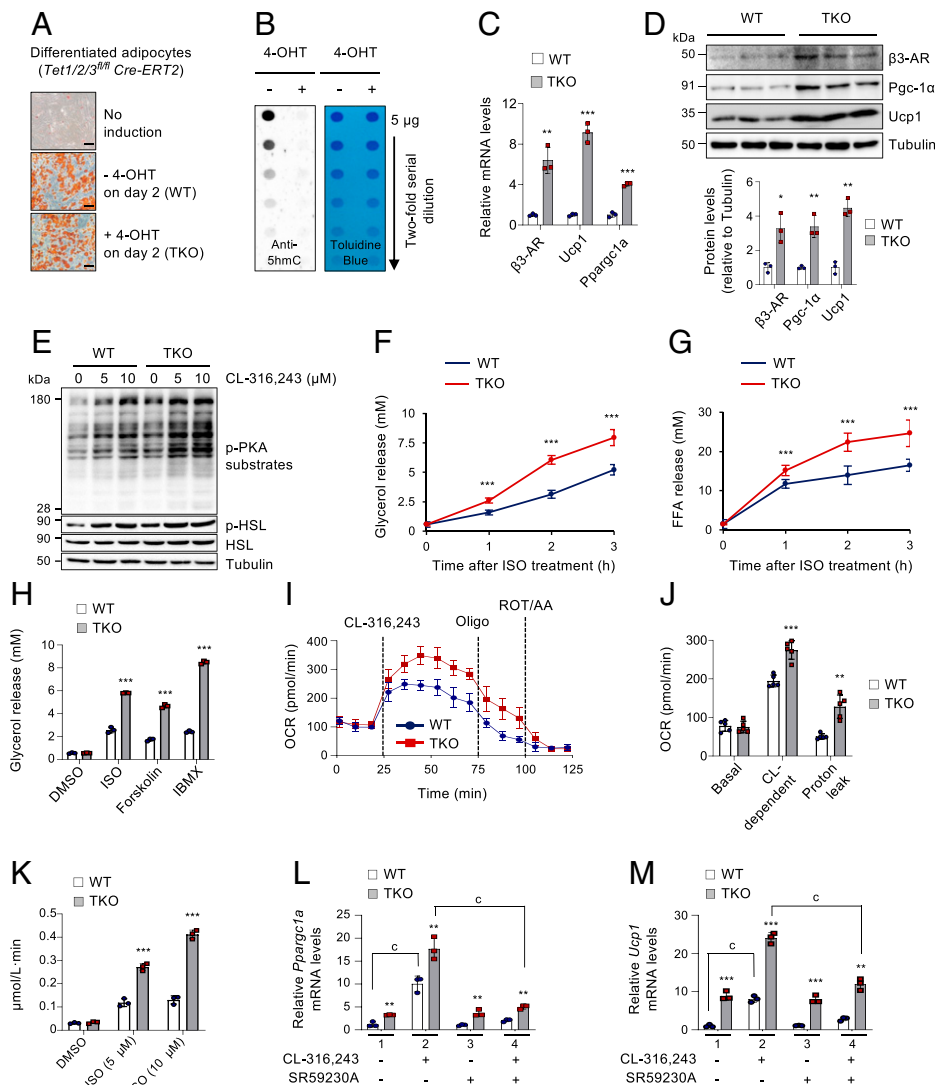 A
Differentiated adipocytes
(Tet1/2/3fl/fl Cre-ERT2)
No
induction
- 4-OHT
on day 2 (WT)
+ 4-OHT
on day 2 (TKO)
B
4-OHT 4-OHT
- + - +
5 µg
Two-fold serial
dilution
Anti-
5hmC
Toluidine
Blue
C
WT
TKO
Relative mRNA levels
12
8
4
0
** *** ***
β3-AR
Ucp1
Ppargc1a
D
WT TKO
kDa
50
β3-AR
91
Pgc-1α
35
Ucp1
50
Tubulin
Protein levels
(relative to Tubulin)
6
4
2
0
* ** **
WT
TKO
β3-AR
Pgc-1α
Ucp1
E
WT TKO
kDa
0 5 10 0 5 10
CL-316,243 (µM)
180
p-PKA
substrates
28
90
p-HSL
90
HSL
50
Tubulin
F
WT
TKO
Glycerol release (mM)
10
7.5
5
2.5
0
*** *** ***
0 1 2 3
Time after ISO treatment (h)
G
WT
TKO
FFA release (mM)
30
20
10
0
*** *** ***
0 1 2 3
Time after ISO treatment (h)
H
WT
TKO
Glycerol release (mM)
10
8
6
4
2
0
*** *** ***
DMSO
ISO
Forskolin
IBMX
I
CL-316,243
Oligo
ROT/AA
OCR (pmol/min)
400
300
200
100
0
WT
TKO
0 25 50 75 100 125
Time (min)
J
OCR (pmol/min)
300
200
100
0
*** **
WT
TKO
Basal
CL-
dependent
Proton
leak
K
WT
TKO
µmol/L·min
0.5
0.4
0.3
0.2
0.1
0
*** ***
DMSO
ISO (5 µM)
ISO (10 µM)
L
WT
TKO
Relative Ppargc1a
mRNA levels
25
20
15
10
5
0
c c
** ** ** **
1 2 3 4
CL-316,243 - + - +
SR59230A - - + +
M
WT
TKO
Relative Ucp1
mRNA levels
30
20
10
0
c c
*** *** *** **
1 2 3 4
CL-316,243 - + - +
SR59230A - - + +